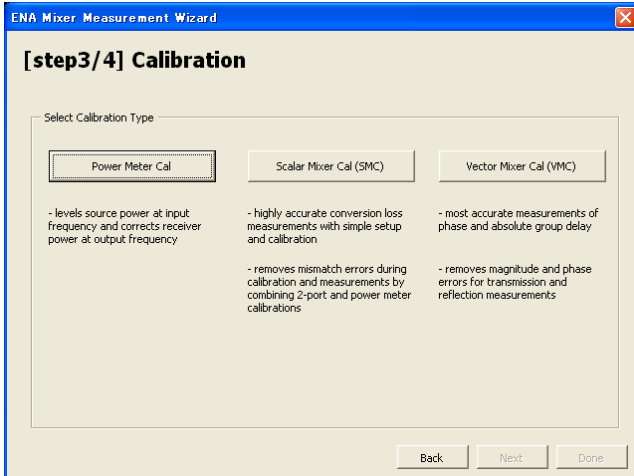 ENA Mixer Measurement Wizard
[step3/4] Calibration
Select Calibration Type
Power Meter Cal
- levels source power at input
frequency and corrects receiver
power at output frequency
Scalar Mixer Cal (SMC)
- highly accurate conversion loss
measurements with simple setup
and calibration
- removes mismatch errors during
calibration and measurements by
combining 2-port and power meter
calibrations
Vector Mixer Cal (VMC)
- most accurate measurements of
phase and absolute group delay
- removes magnitude and phase
errors for transmission and
reflection measurements
Back
Next
Done